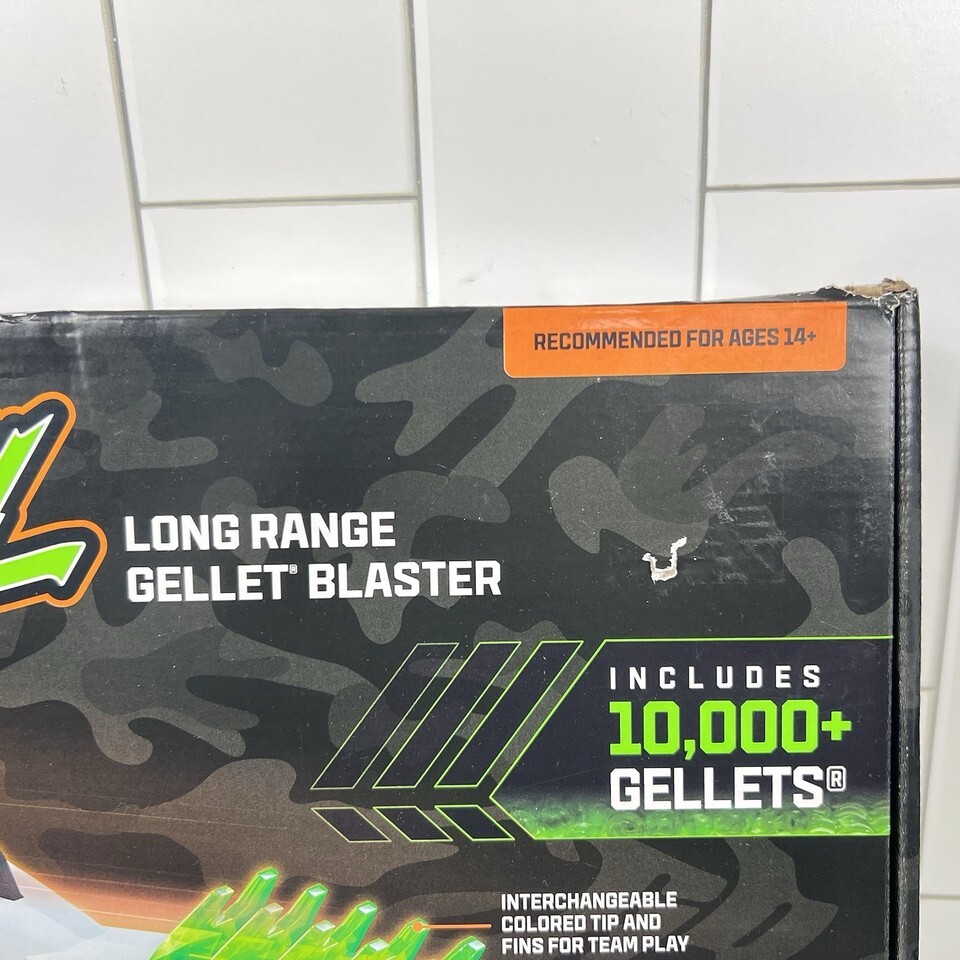 RECOMMENDED FOR AGES 14+
LONG RANGE
GELLET® BLASTER
INCLUDES
10,000+
GELLETS®
INTERCHANGEABLE
COLORED TIP AND
FINS FOR TEAM PLAY